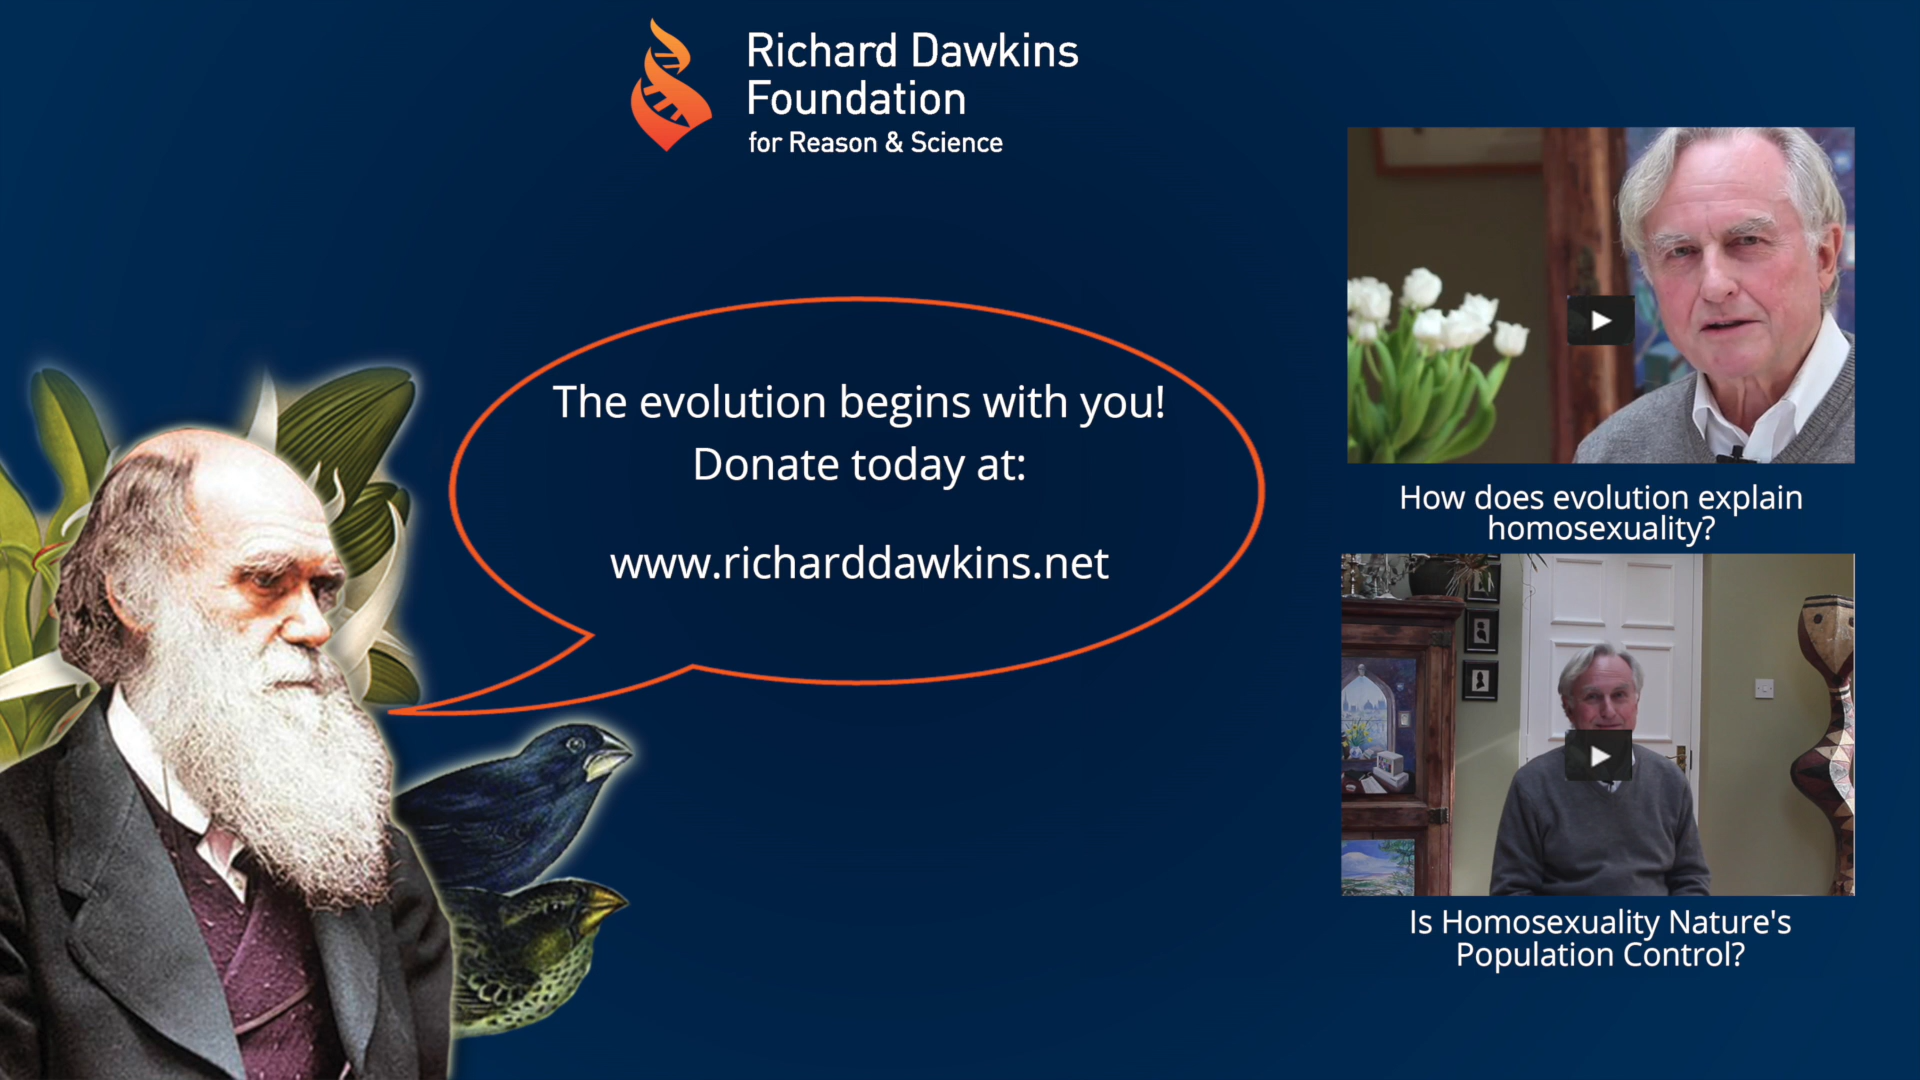 Richard Dawkins
Foundation
for Reason & Science
The evolution begins with you!
Donate today at:
www.richarddawkins.net
How does evolution explain
homosexuality?
Is Homosexuality Nature's
Population Control?